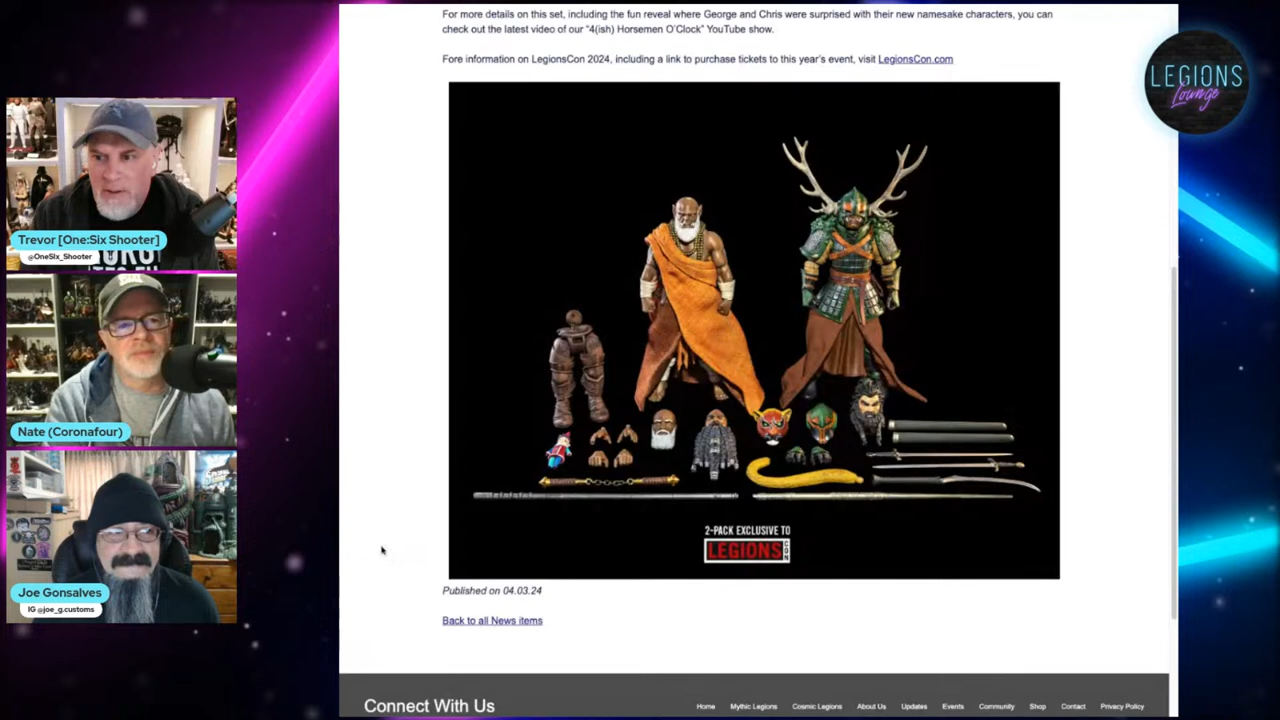 For more details on this set, including the fun reveal where George and Chris were surprised with their new namesake characters, you can
check out the latest video of our "4(ish) Horsemen O'Clock" YouTube show.
Fore information on LegionsCon 2024, including a link to purchase tickets to this year's event, visit LegionsCon.com
LEGIONS
Lounge
Trevor [One:Six Shooter]
@OneSIx_Shooter
Nate (Coronafour)
Joe Gonsalves
IG @joe_g.customs
2-PACK EXCLUSIVE TO
LEGIONS CON
Published on 04.03.24
Back to all News items
Connect With Us
Home Mythic Legions Cosmic Legions About Us Updates Events Community Shop Contact Privacy Policy